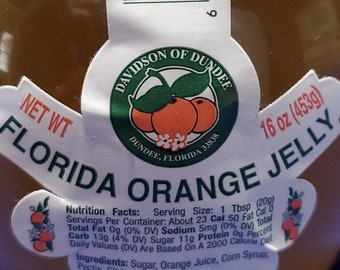 6
DAVIDSON OF DUNDEE
DUNDEE, FLORIDA 33838
NET WT
16 oz (453g)
FLORIDA ORANGE JELLY
Nutrition Facts: Serving Size: 1 Tbsp (20g)
Servings Per Container: About 23 Cal 50 Fat Cal 0
Total Fat 0g (0% DV) Sodium 5mg (0% DV) Total
Carb 13g (4% DV) Sugar 11g Protein 0g Percent
Daily Values (DV) Are Based On A 2000 Calorie
Ingredients: Sugar, Orange Juice, Corn Syrup,